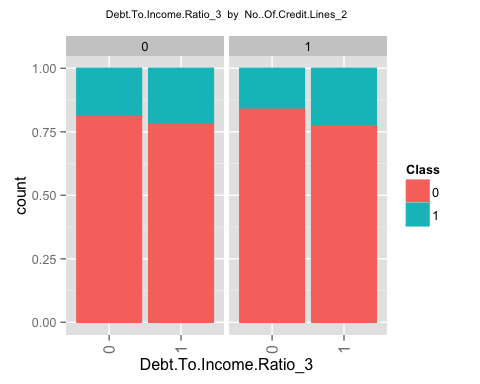 Debt.To.Income.Ratio_3 by No..Of.Credit.Lines_2
0 1
1.00
0.75
0.50
0.25
0.00
count
0 1 0 1
Debt.To.Income.Ratio_3
Class
0
1